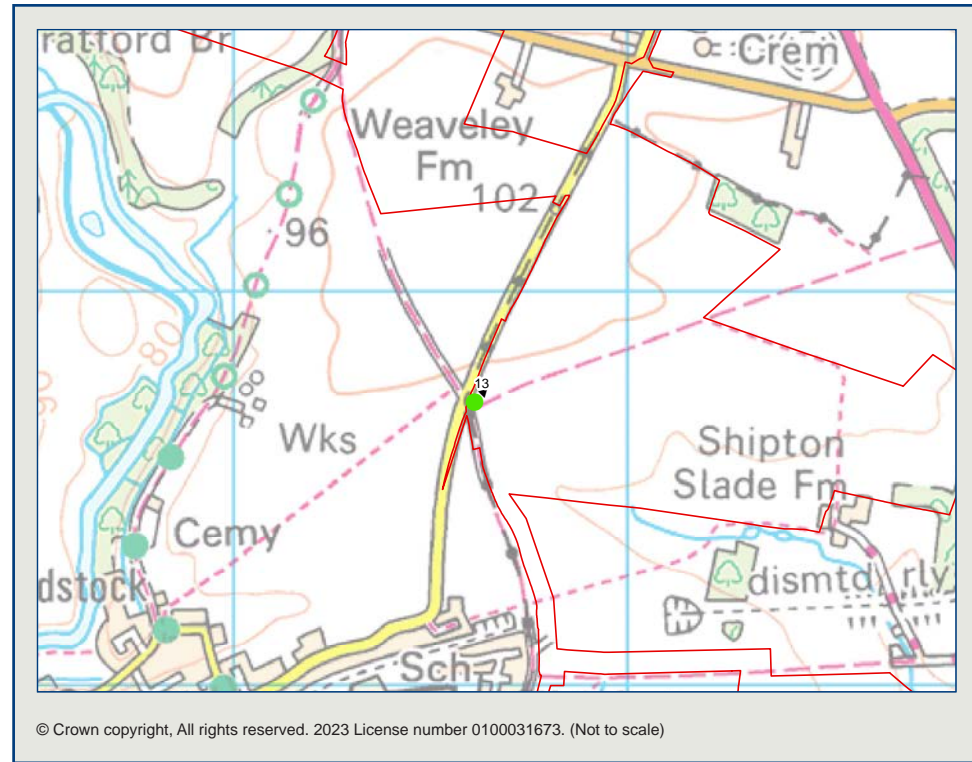 ratford Br
Crem
Weaveley
Fm
102
96
13
Wks
Shipton
Slade Fm
Cemy
dstock
dismtd rly
Sch
© Crown copyright, All rights reserved. 2023 License number 0100031673. (Not to scale)